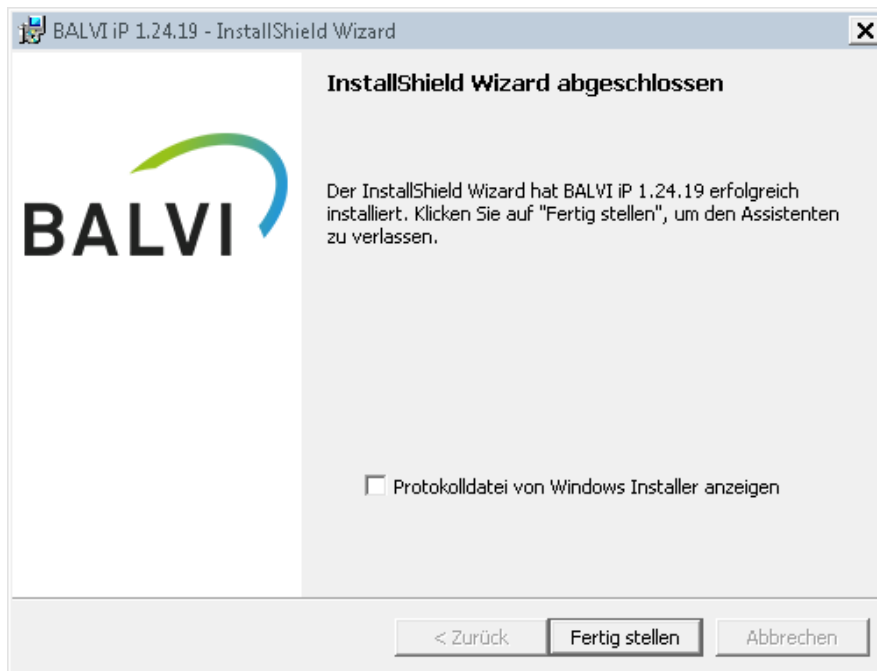 BALVI iP 1.24.19 - InstallShield Wizard
InstallShield Wizard abgeschlossen
BALVI
Der InstallShield Wizard hat BALVI iP 1.24.19 erfolgreich
installiert. Klicken Sie auf "Fertig stellen", um den Assistenten
zu verlassen.
Protokolldatei von Windows Installer anzeigen
< Zurück
Fertig stellen
Abbrechen